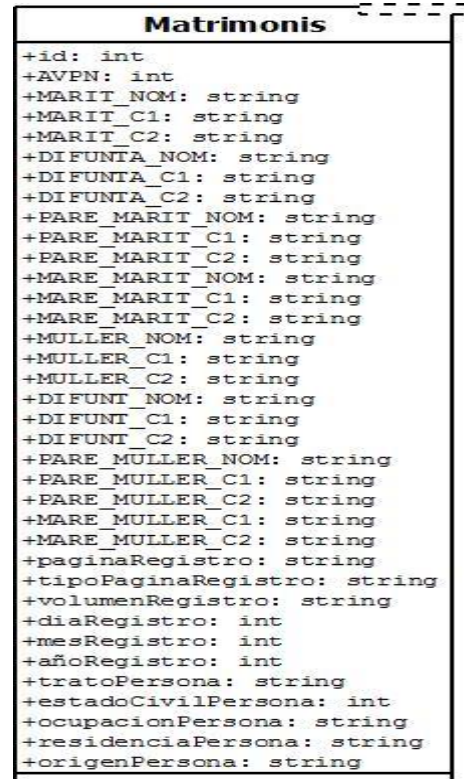 Matrimonis
+id: int
+AVPN: int
+MARIT_NOM: string
+MARIT_C1: string
+MARIT_C2: string
+DIFUNTA_NOM: string
+DIFUNTA_C1: string
+DIFUNTA_C2: string
+PARE_MARIT_NOM: string
+PARE_MARIT_C1: string
+PARE_MARIT_C2: string
+MARE_MARIT_NOM: string
+MARE_MARIT_C1: string
+MARE_MARIT_C2: string
+MULLER_NOM: string
+MULLER_C1: string
+MULLER_C2: string
+DIFUNT_NOM: string
+DIFUNT_C1: string
+DIFUNT_C2: string
+PARE_MULLER_NOM: string
+PARE_MULLER_C1: string
+PARE_MULLER_C2: string
+MARE_MULLER_C1: string
+MARE_MULLER_C2: string
+paginaRegistro: string
+tipoPaginaRegistro: string
+volumenRegistro: string
+diaRegistro: int
+mesRegistro: int
+añoRegistro: int
+tratoPersona: string
+estadoCivilPersona: int
+ocupacionPersona: string
+residenciaPersona: string
+origenPersona: string